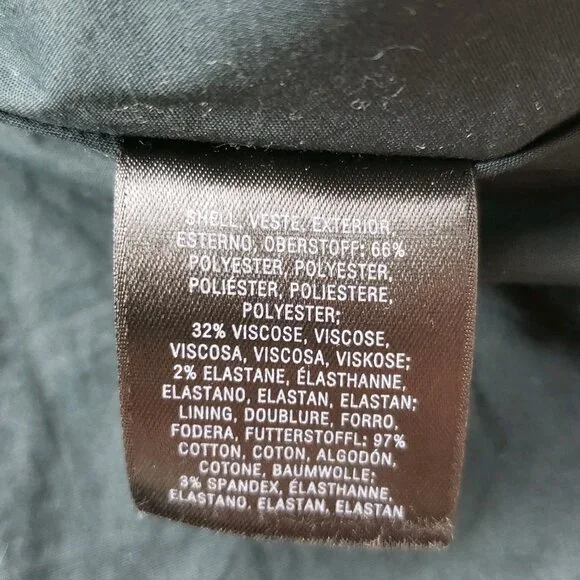 SHELL, VESTE, EXTERIOR,
ESTERNO, OBERSTOFF: 66%
POLYESTER, POLYESTER,
POLIÉSTER, POLIESTERE,
POLYESTER;
32% VISCOSE, VISCOSE,
VISCOSA, VISCOSA, VISKOSE;
2% ELASTANE, ÉLASTHANNE,
ELASTANO, ELASTAN, ELASTAN;
LINING, DOUBLURE, FORRO,
FODERA, FUTTERSTOFFL: 97%
COTTON, COTON, ALGODÓN,
COTONE, BAUMWOLLE;
3% SPANDEX, ÉLASTHANNE,
ELASTANO, ELASTAN, ELASTAN